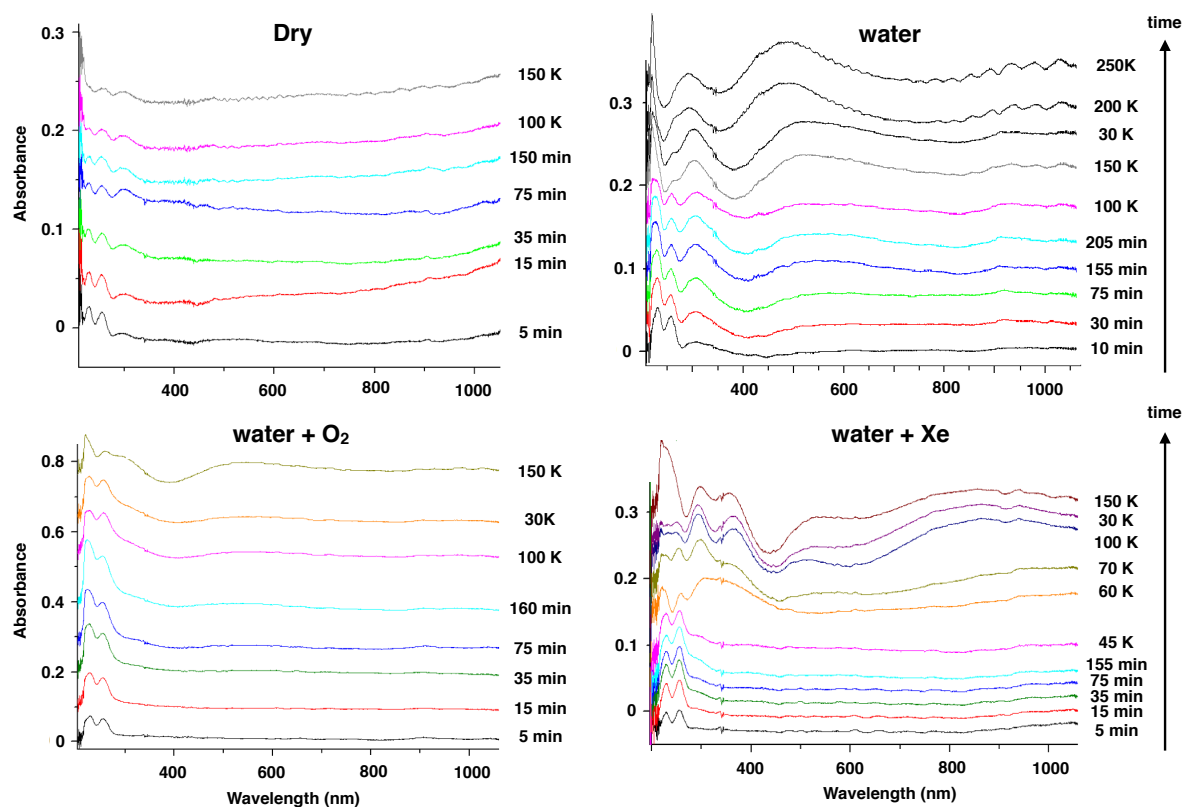 Dry
Absorbance
0.3
0.2
0.1
0
150 K
100 K
150 min
75 min
35 min
15 min
5 min
400
600
800
1000
water
time
0.3
0.2
0.1
0
250K
200 K
30 K
150 K
100 K
205 min
155 min
75 min
30 min
10 min
200
400
600
800
1000
water + O₂
Absorbance
0.8
0.6
0.4
0.2
0
150 K
30K
100 K
160 min
75 min
35 min
15 min
5 min
400
600
800
1000
Wavelength (nm)
water + Xe
time
0.3
0.2
0.1
0
150 K
30 K
100 K
70 K
60 K
45 K
155 min
75 min
35 min
15 min
5 min
200
400
600
800
1000
Wavelength (nm)